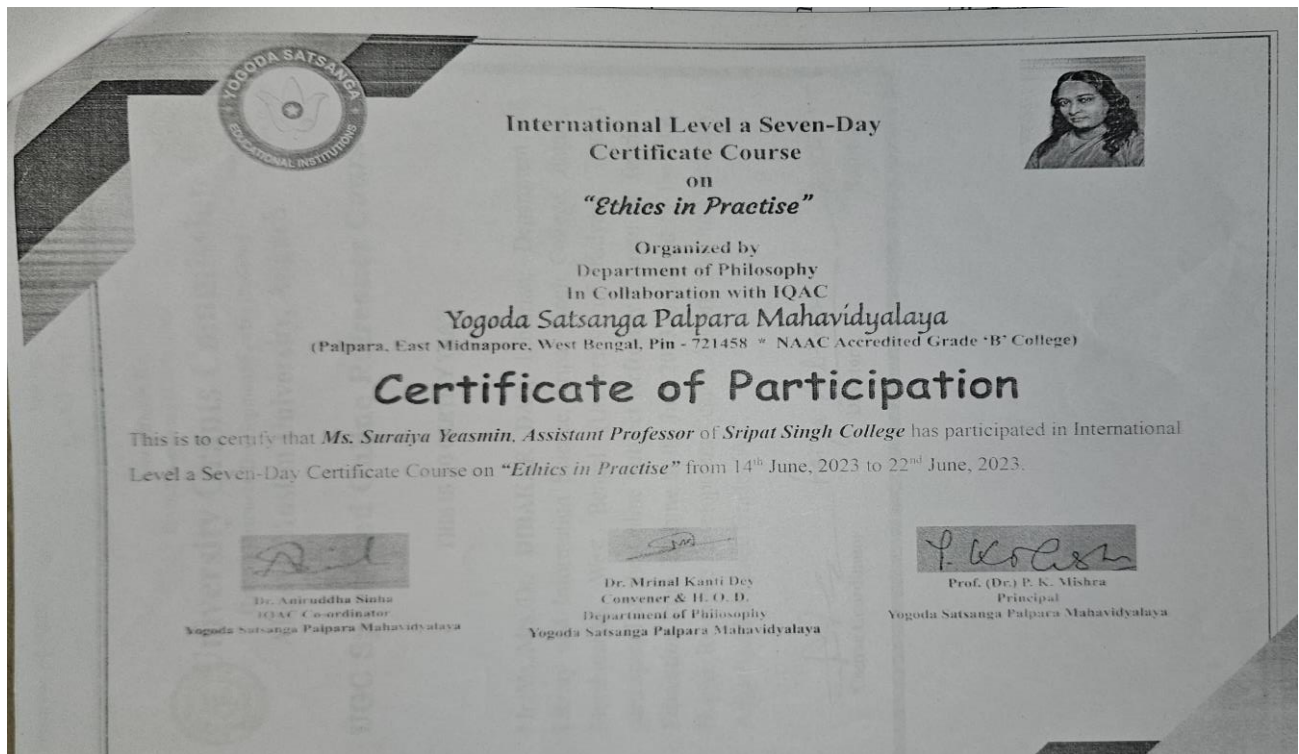 YOGODA SATSANGA
EDUCATIONAL INSTITUTIONS
International Level a Seven-Day
Certificate Course
on
“Ethics in Practise”
Organized by
Department of Philosophy
In Collaboration with IQAC
Yogoda Satsanga Palpara Mahavidyalaya
(Palpara, East Midnapore, West Bengal, Pin - 721458 * NAAC Accredited Grade ‘B’ College)
Certificate of Participation
This is to certify that Ms. Suraiya Yeasmin, Assistant Professor of Sripat Singh College has participated in International
Level a Seven-Day Certificate Course on “Ethics in Practise” from 14th June, 2023 to 22nd June, 2023.
Dr. Aniruddha Sinha
IQAC Co-ordinator
Yogoda Satsanga Palpara Mahavidyalaya
Dr. Mrinal Kanti Dey
Convener & H. O. D.
Department of Philosophy
Yogoda Satsanga Palpara Mahavidyalaya
Prof. (Dr.) P. K. Mishra
Principal
Yogoda Satsanga Palpara Mahavidyalaya